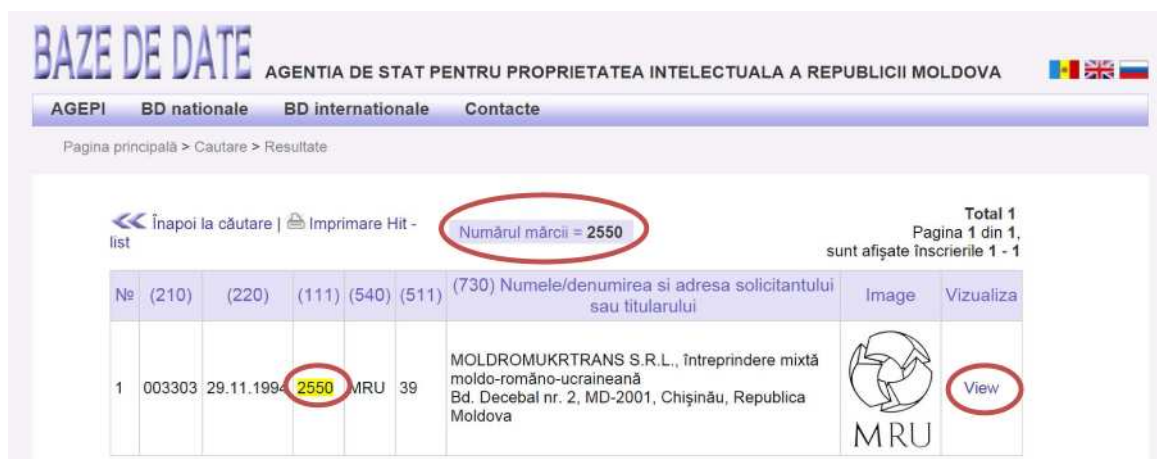 BAZE DE DATE AGENTIA DE STAT PENTRU PROPRIETATEA INTELECTUALA A REPUBLICII MOLDOVA
AGEPI BD nationale BD internationale Contacte
Pagina principală > Cautare > Resultate
Înapoi la căutare | Imprimare Hit -
list
Numărul mărcii = 2550
Total 1
Pagina 1 din 1,
sunt afișate înscrierile 1 - 1
№ (210) (220) (111) (540) (511) (730) Numele/denumirea si adresa solicitantului
sau titularului Image Vizualiza
1 003303 29.11.1994 2550 MRU 39
MOLDROMUKRTRANS S.R.L., întreprindere mixtă
moldo-româno-ucraineană
Bd. Decebal nr. 2, MD-2001, Chișinău, Republica
Moldova
MRU
View